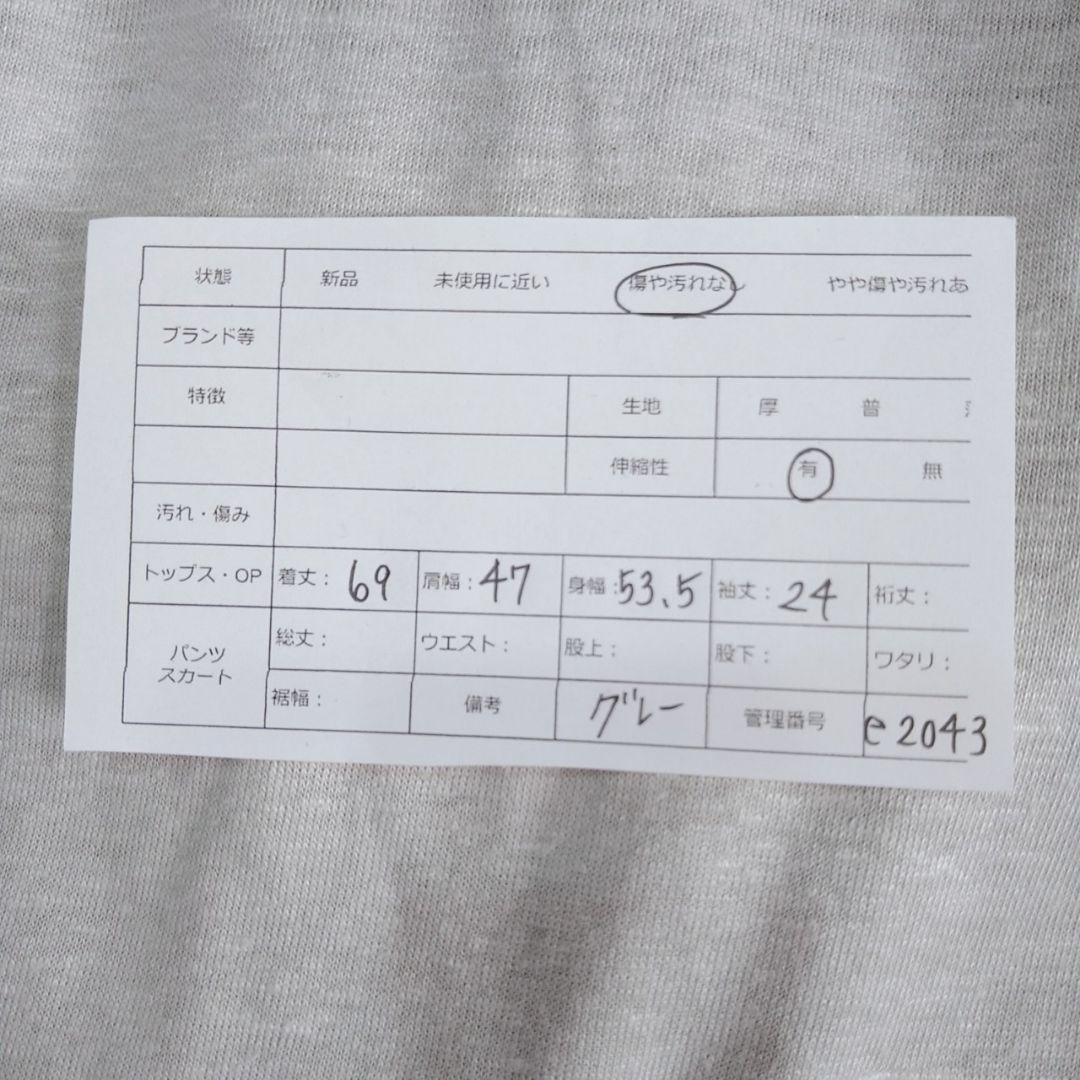 状態 新品 未使用に近い 傷や汚れなし やや傷や汚れあ
ブランド等
特徴 生地 厚 普
伸縮性 有 無
汚れ・傷み
トップス・OP 着丈： 69 肩幅： 47 身幅： 53.5 袖丈： 24 裄丈：
パンツ スカート 総丈： ウエスト： 股上： 股下： ワタリ：
裾幅： 備考 グレー 管理番号 e2043